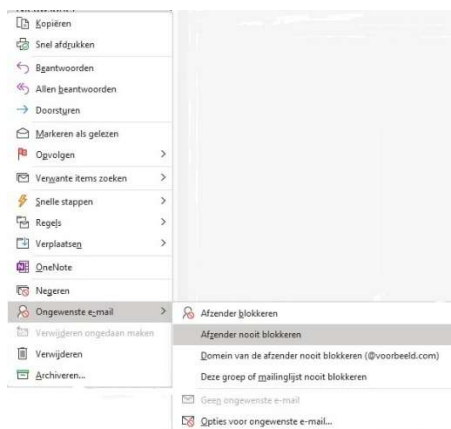 Kopiëren
Snel afdrukken
Beantwoorden
Allen beantwoorden
Doorsturen
Markeren als gelezen
Opvolgen
Verwante items zoeken
Snelle stappen
Regels
Verplaatsen
OneNote
Negeren
Ongewenste e-mail
Afzender blokkeren
Verwijderen ongedaan maken
Afzender nooit blokkeren
Verwijderen
Domein van de afzender nooit blokkeren (@voorbeeld.com)
Archiveren...
Deze groep of mailinglijst nooit blokkeren
Geen ongewenste e-mail
Opties voor ongewenste e-mail...